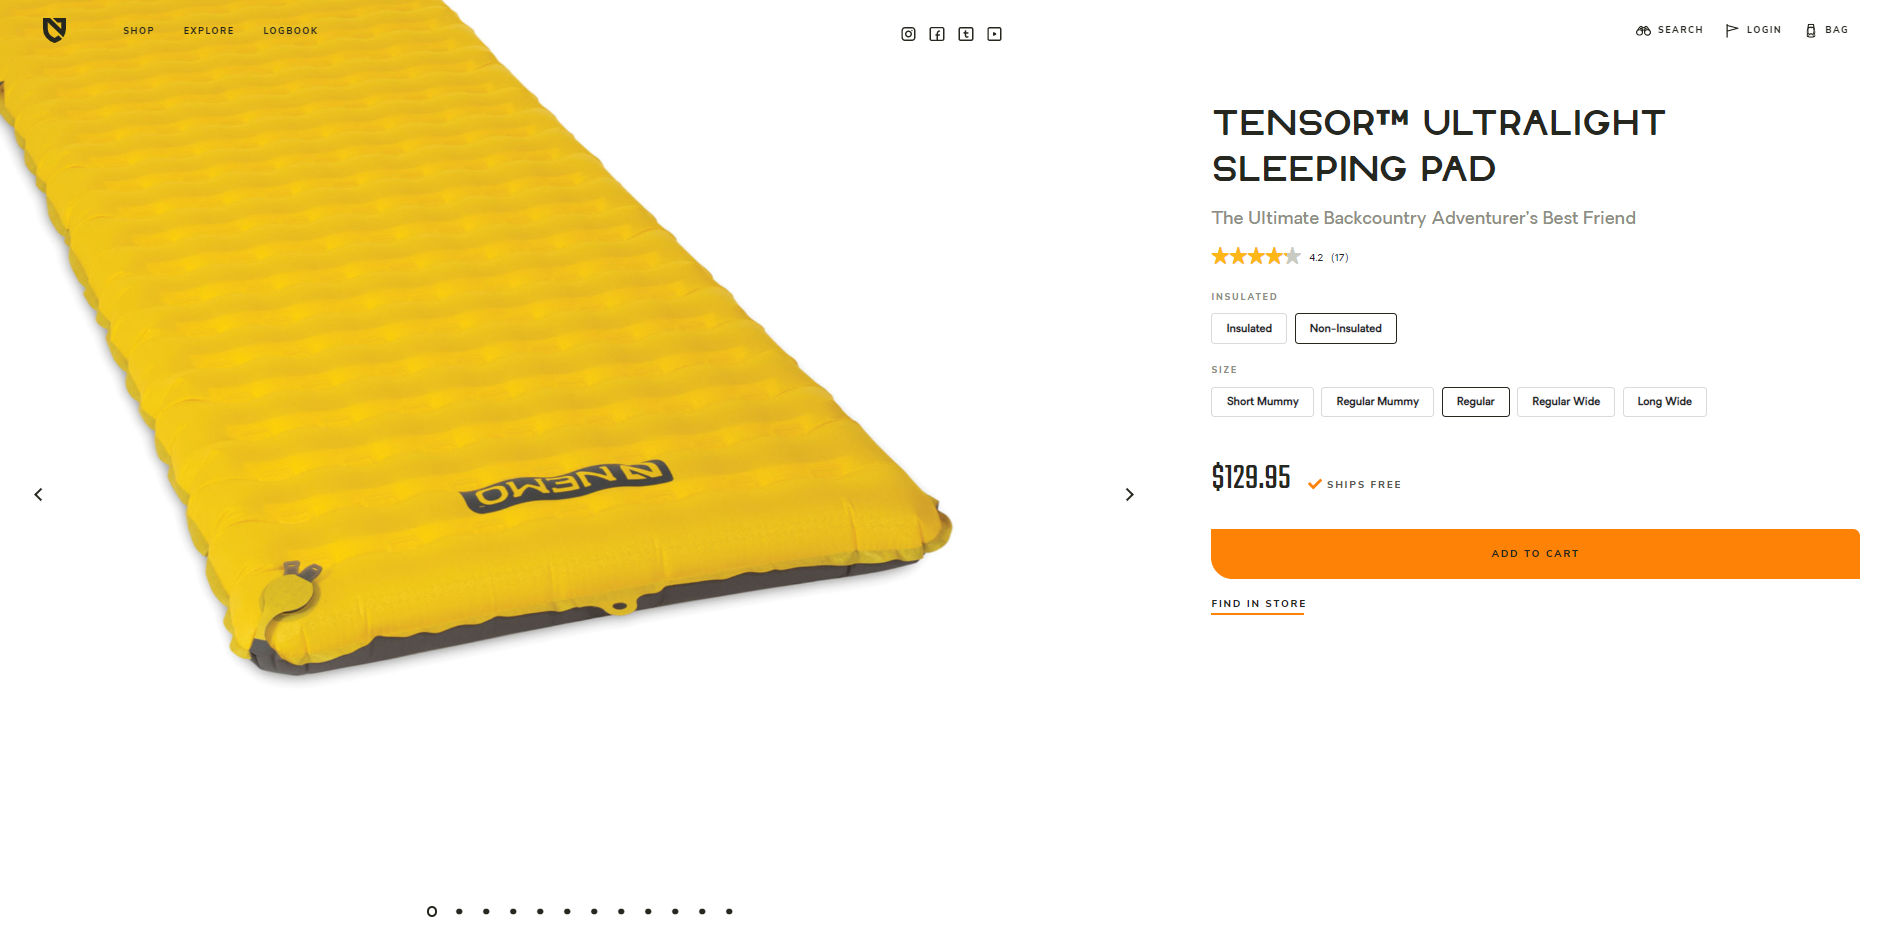 SHOP
EXPLORE
LOGBOOK
SEARCH
LOGIN
BAG
TENSOR™ ULTRALIGHT
SLEEPING PAD
The Ultimate Backcountry Adventurer's Best Friend
4.2 (17)
INSULATED
Insulated
Non-Insulated
SIZE
Short Mummy
Regular Mummy
Regular
Regular Wide
Long Wide
$129.95
SHIPS FREE
ADD TO CART
FIND IN STORE
NEMO